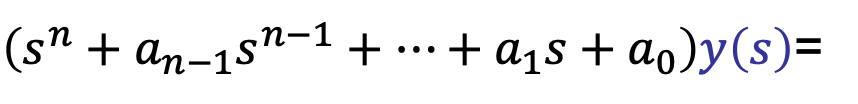 (sⁿ + aₙ₋₁sⁿ⁻¹ + ⋯ + a₁s + a₀)y(s)=